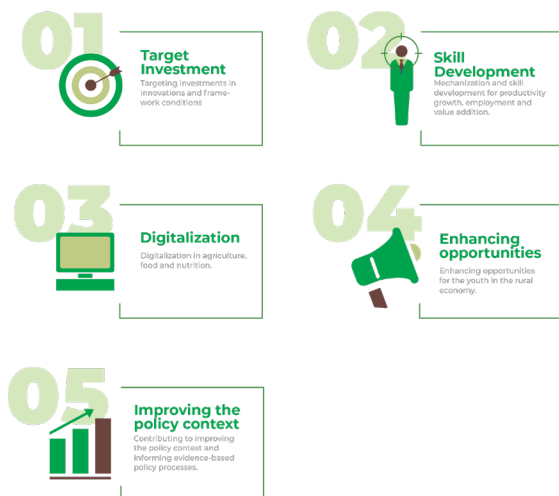 01
Target
Investment
Targeting investments in
innovations and frame-
work conditions
02
Skill
Development
Mechanization and skill
development for productivity
growth, employment and
value addition.
03
Digitalization
Digitalization in agriculture,
food and nutrition.
04
Enhancing
opportunities
Enhancing opportunities
for the youth in the rural
economy.
05
Improving the
policy context
Contributing to improving
the policy context and
informing evidence-based
policy processes.